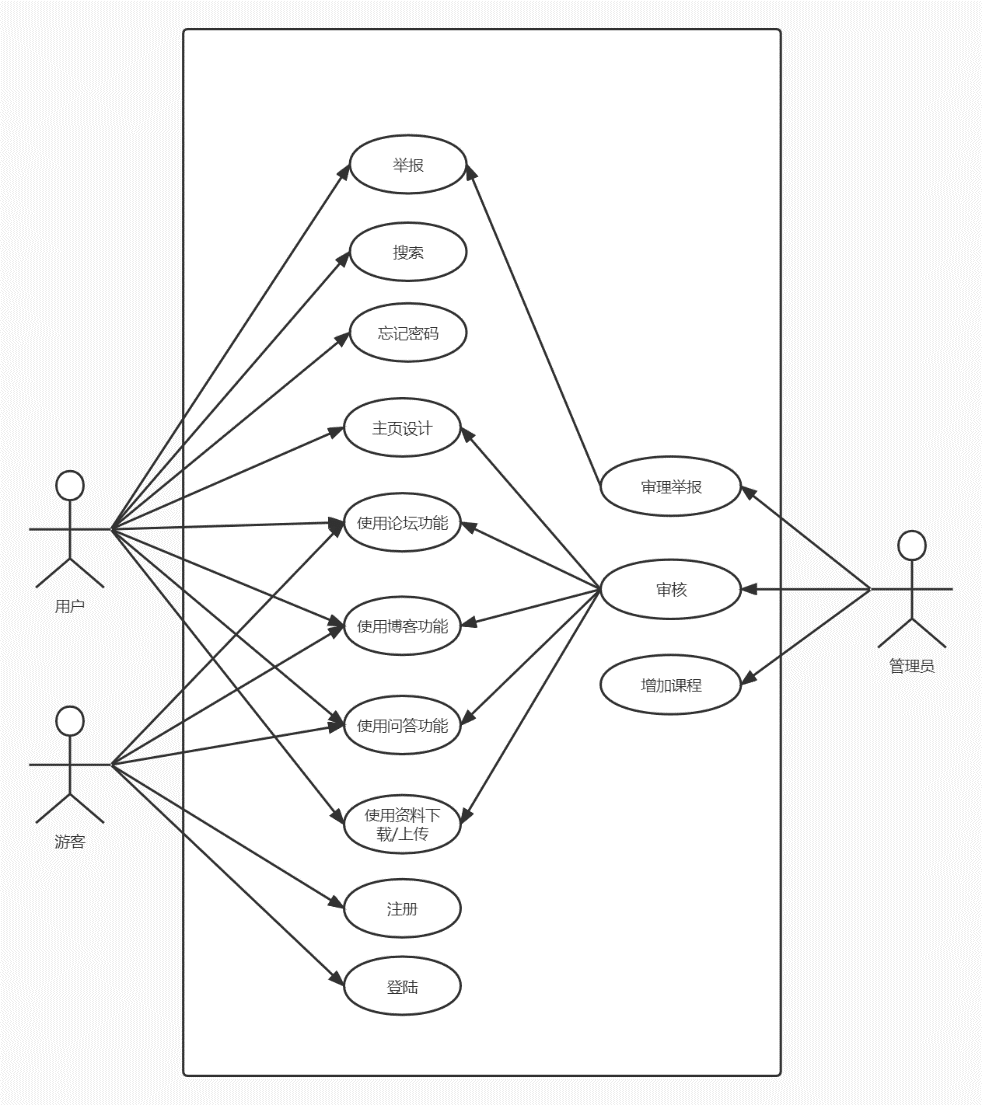 举报
搜索
忘记密码
主页设计
使用论坛功能
使用博客功能
使用问答功能
使用资料下
载/上传
注册
登陆
审理举报
审核
增加课程
用户
游客
管理员